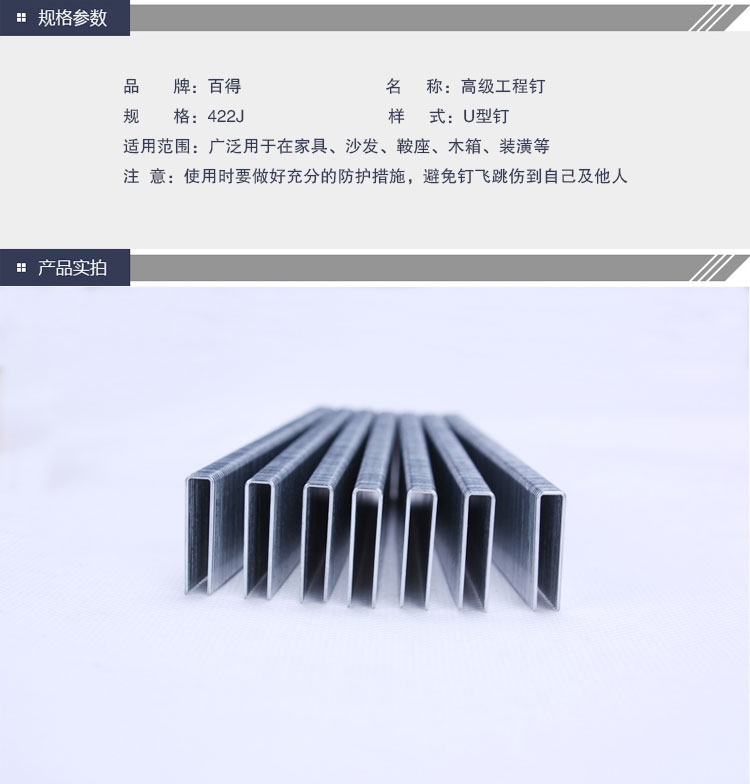 规格参数
品 牌：百得 名 称：高级工程钉
规 格：422J 样 式：U型钉
适用范围：广泛用于在家具、沙发、鞍座、木箱、装潢等
注 意：使用时要做好充分的防护措施，避免钉飞跳伤到自己及他人
产品实拍